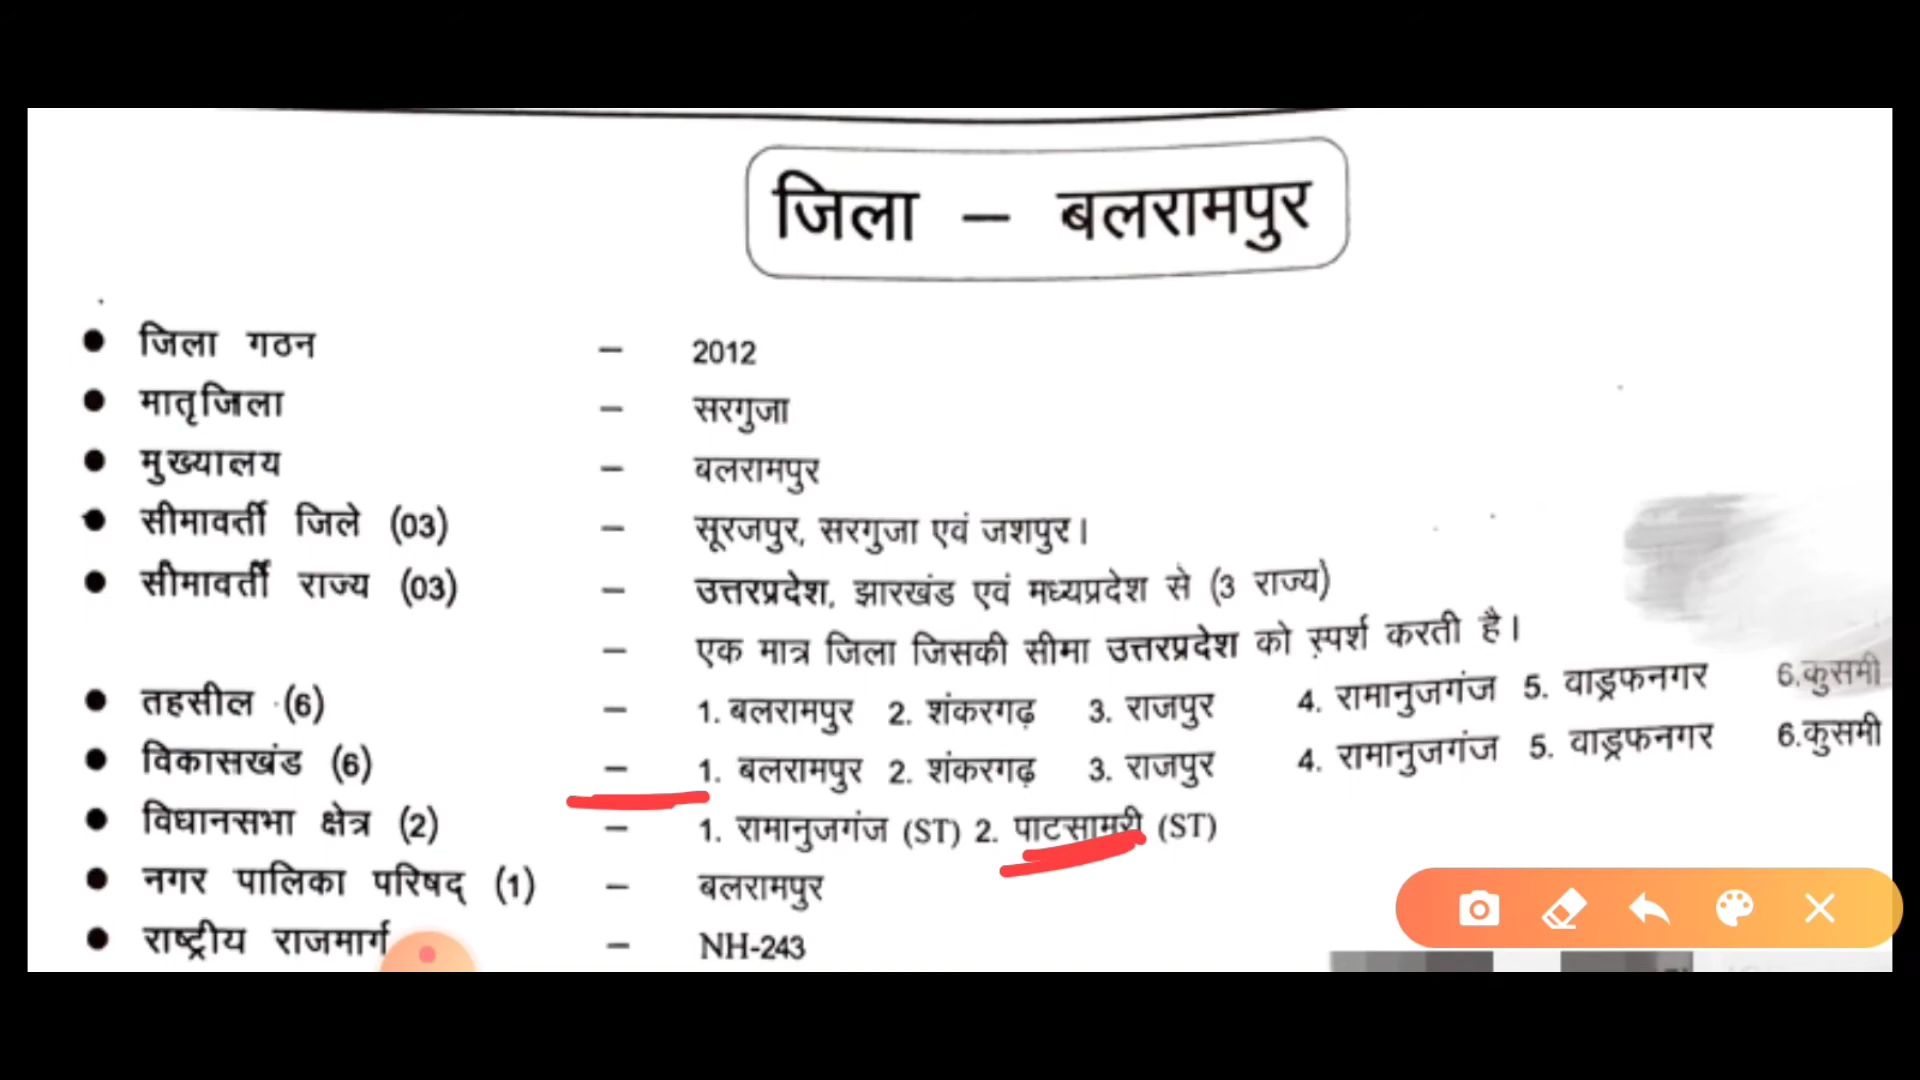 जिला – बलरामपुर
● जिला गठन – 2012
● मातृजिला – सरगुजा
● मुख्यालय – बलरामपुर
● सीमावर्ती जिले (03) – सूरजपुर, सरगुजा एवं जशपुर।
● सीमावर्ती राज्य (03) – उत्तरप्रदेश, झारखंड एवं मध्यप्रदेश से (3 राज्य)
– एक मात्र जिला जिसकी सीमा उत्तरप्रदेश को स्पर्श करती है।
● तहसील (6) – 1. बलरामपुर 2. शंकरगढ़ 3. राजपुर 4. रामानुजगंज 5. वाड्रफनगर 6.कुसमी
● विकासखंड (6) – 1. बलरामपुर 2. शंकरगढ़ 3. राजपुर 4. रामानुजगंज 5. वाड्रफनगर 6.कुसमी
● विधानसभा क्षेत्र (2) – 1. रामानुजगंज (ST) 2. पाटसामरी (ST)
● नगर पालिका परिषद् (1) – बलरामपुर
● राष्ट्रीय राजमार्ग – NH-243